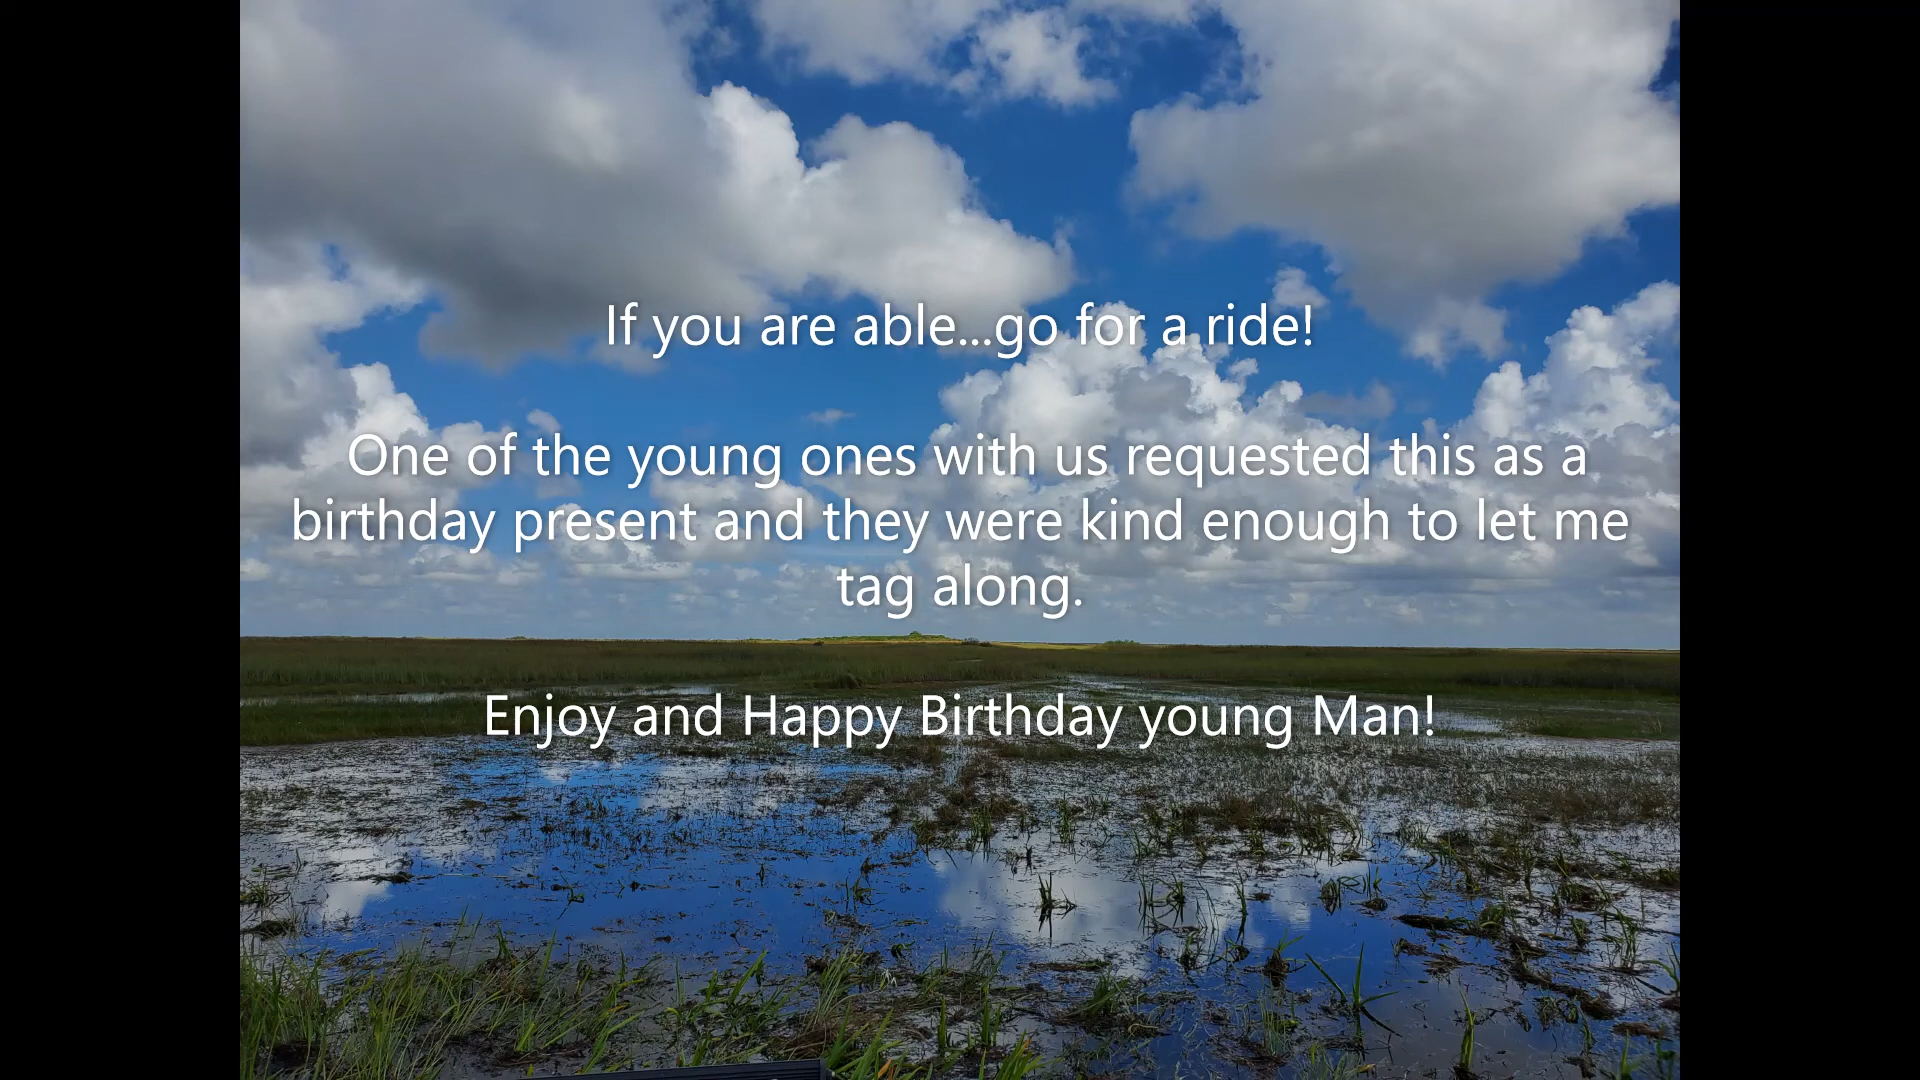 If you are able...go for a ride!
One of the young ones with us requested this as a
birthday present and they were kind enough to let me
tag along.
Enjoy and Happy Birthday young Man!